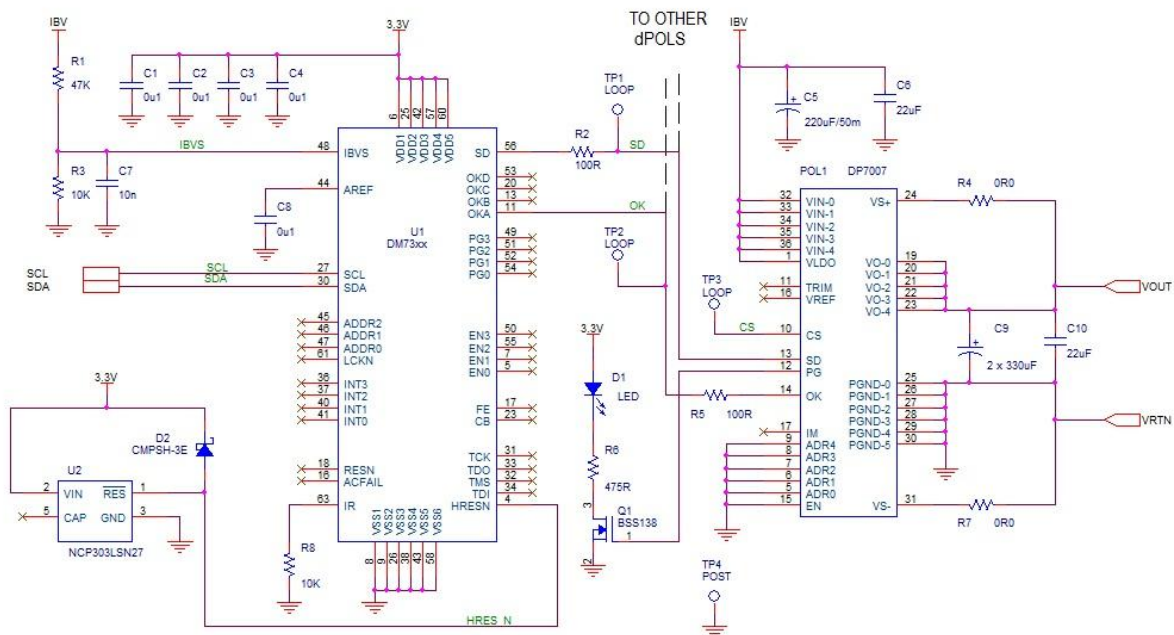 TO OTHER
dPOLS
IBV
3.3V
IBV
R1
47K
C1
0u1
C2
0u1
C3
0u1
C4
0u1
TP1
LOOP
C5
220uF/50m
C6
22uF
6
25
42
57
60
VDD1
VDD2
VDD3
VDD4
VDD5
IBVS
48
IBVS
SD
56
R2
100R
SD
R3
10K
C7
10n
44
AREF
C8
0u1
OKD
53
OKC
20
OKB
13
OKA
11
OK
U1
DM73xx
PG3
49
PG2
51
PG1
52
PG0
54
TP2
LOOP
SCL
SCL
27
SCL
SDA
SDA
30
SDA
45
ADDR2
46
ADDR1
47
ADDR0
61
LCKN
EN3
50
EN2
55
EN1
7
EN0
5
36
INT3
37
INT2
40
INT1
41
INT0
FE
17
CB
23
TCK
31
TDO
33
TMS
32
TDI
34
HRESN
4
18
RESN
16
ACFAIL
63
IR
R8
10K
VSS1
VSS2
VSS3
VSS4
VSS5
VSS6
8
9
26
38
43
58
HRES_N
3.3V
D2
CMPSH-3E
U2
2
VIN
RES
1
5
CAP
GND
3
NCP303LSN27
3.3V
D1
LED
R6
475R
3
Q1
BSS138
1
2
TP3
LOOP
CS
R5
100R
TP4
POST
POL1
DP7007
32
VIN-0
33
VIN-1
34
VIN-2
35
VIN-3
36
VIN-4
1
VLDO
11
TRIM
16
VREF
10
CS
13
SD
12
PG
14
OK
17
IM
9
ADR4
8
ADR3
7
ADR2
6
ADR1
5
ADR0
15
EN
VS+
24
R4
0R0
VO-0
19
VO-1
20
VO-2
21
VO-3
22
VO-4
23
VOUT
C9
2 x 330uF
C10
22uF
PGND-0
25
PGND-1
26
PGND-2
27
PGND-3
28
PGND-4
29
PGND-5
30
VRTN
VS-
31
R7
0R0